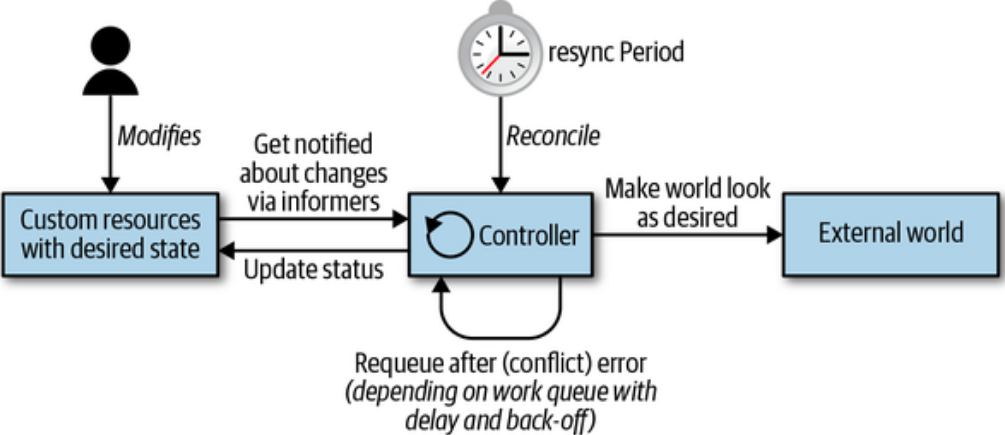 resync Period
Modifies
Reconcile
Get notified
about changes
via informers
Make world look
as desired
Custom resources
with desired state
Controller
External world
Update status
Requeue after (conflict) error
(depending on work queue with
delay and back-off)